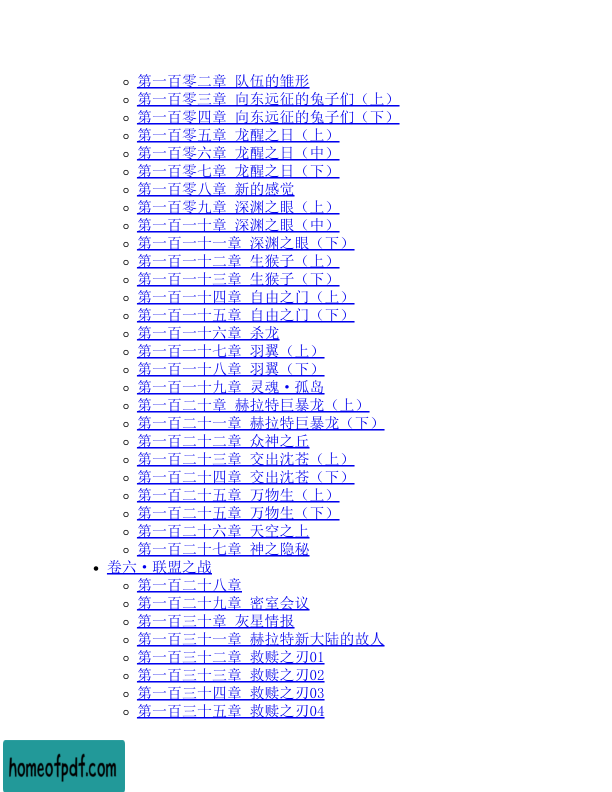 第一百零二章 队伍的雏形
第一百零三章 向东远征的兔子们（上）
第一百零四章 向东远征的兔子们（下）
第一百零五章 龙醒之日（上）
第一百零六章 龙醒之日（中）
第一百零七章 龙醒之日（下）
第一百零八章 新的感觉
第一百零九章 深渊之眼（上）
第一百一十章 深渊之眼（中）
第一百一十一章 深渊之眼（下）
第一百一十二章 生猴子（上）
第一百一十三章 生猴子（下）
第一百一十四章 自由之门（上）
第一百一十五章 自由之门（下）
第一百一十六章 杀龙
第一百一十七章 羽翼（上）
第一百一十八章 羽翼（下）
第一百一十九章 灵魂·孤岛
第一百二十章 赫拉特巨暴龙（上）
第一百二十一章 赫拉特巨暴龙（下）
第一百二十二章 众神之丘
第一百二十三章 交出沈苍（上）
第一百二十四章 交出沈苍（下）
第一百二十五章 万物生（上）
第一百二十五章 万物生（下）
第一百二十六章 天空之上
第一百二十七章 神之隐秘
卷六·联盟之战
第一百二十八章
第一百二十九章 密室会议
第一百三十章 灰星情报
第一百三十一章 赫拉特新大陆的故人
第一百三十二章 救赎之刃01
第一百三十三章 救赎之刃02
第一百三十四章 救赎之刃03
第一百三十五章 救赎之刃04
homeofpdf.com